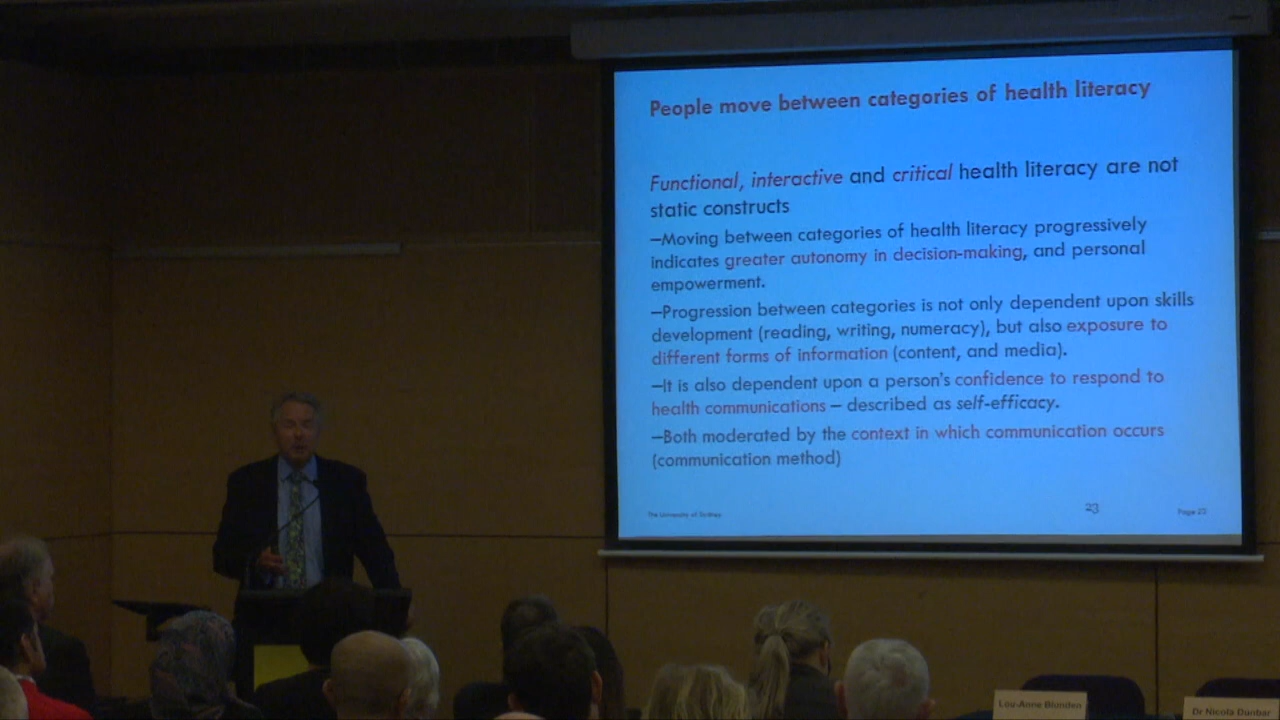 People move between categories of health literacy
Functional, interactive and critical health literacy are not
static constructs
–Moving between categories of health literacy progressively
indicates greater autonomy in decision-making, and personal
empowerment.
–Progression between categories is not only dependent upon skills
development (reading, writing, numeracy), but also exposure to
different forms of information (content, and media).
–It is also dependent upon a person's confidence to respond to
health communications – described as self-efficacy.
–Both moderated by the context in which communication occurs
(communication method)
The University of Sydney
23
Page 23
Lou-Anne Blunden
Dr Nicola Dunbar